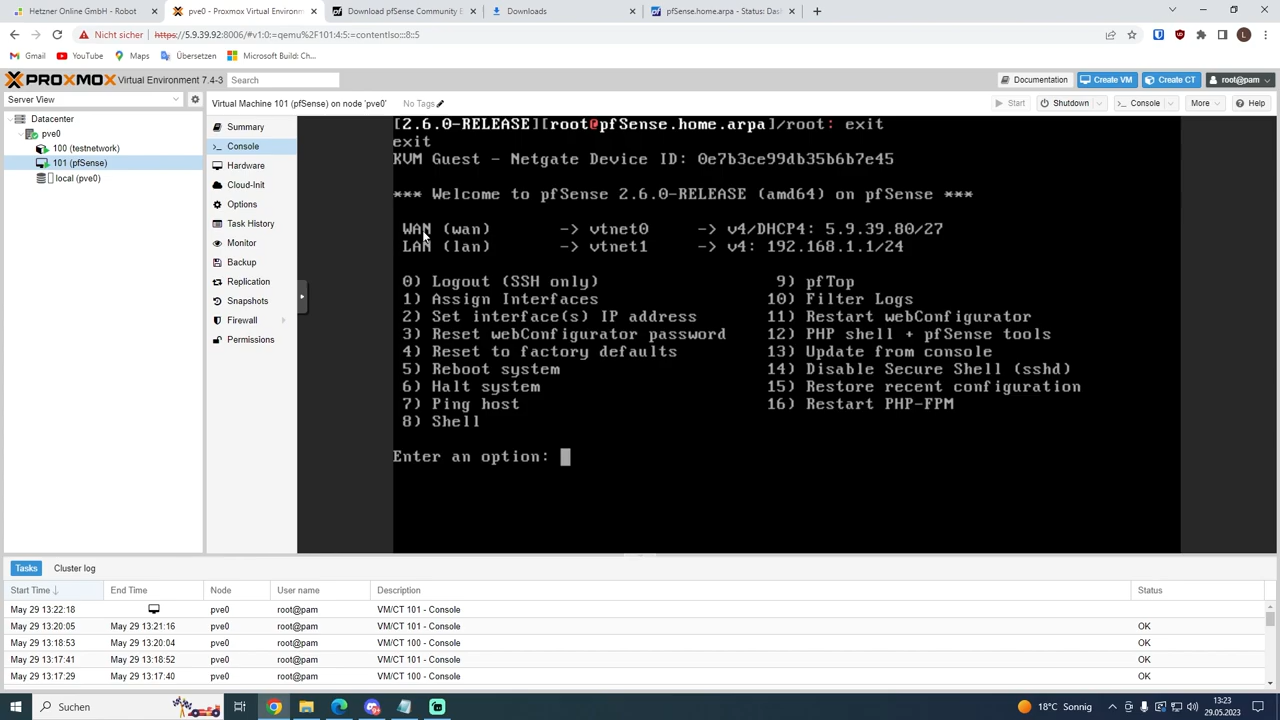 Hetzner Online GmbH - Robot
pve0 - Proxmox Virtual Environm
Download pfSense Community E
Downloads
pfSense.home.arpa - Status: Das
Nicht sicher
https://5.9.39.92:8006/#v1:0:=qemu%2F101:4:5:=contentIso:::8::5
L
Gmail
YouTube
Maps
Übersetzen
Microsoft Build: Ch...
PROXMOX
Virtual Environment 7.4-3
Search
Documentation
Create VM
Create CT
root@pam
Server View
Virtual Machine 101 (pfSense) on node 'pve0'
No Tags
Start
Shutdown
Console
More
Help
Datacenter
pve0
100 (testnetwork)
101 (pfSense)
local (pve0)
Summary
Console
Hardware
Cloud-Init
Options
Task History
Monitor
Backup
Replication
Snapshots
Firewall
Permissions
[2.6.0-RELEASE][root@pfSense.home.arpa]/root: exit
exit
KVM Guest - Netgate Device ID: 0e7b3ce99db35b6b7e45
*** Welcome to pfSense 2.6.0-RELEASE (amd64) on pfSense ***
WAN (wan) -> vtnet0 -> v4/DHCP4: 5.9.39.80/27
LAN (lan) -> vtnet1 -> v4: 192.168.1.1/24
0) Logout (SSH only) 9) pfTop
1) Assign Interfaces 10) Filter Logs
2) Set interface(s) IP address 11) Restart webConfigurator
3) Reset webConfigurator password 12) PHP shell + pfSense tools
4) Reset to factory defaults 13) Update from console
5) Reboot system 14) Disable Secure Shell (sshd)
6) Halt system 15) Restore recent configuration
7) Ping host 16) Restart PHP-FPM
8) Shell
Enter an option:
Tasks
Cluster log
Start Time End Time Node User name Description Status
May 29 13:22:18 pve0 root@pam VM/CT 101 - Console
May 29 13:20:05 May 29 13:21:16 pve0 root@pam VM/CT 101 - Console OK
May 29 13:18:53 May 29 13:20:04 pve0 root@pam VM/CT 100 - Console OK
May 29 13:17:41 May 29 13:18:52 pve0 root@pam VM/CT 101 - Console OK
May 29 13:17:29 May 29 13:17:40 pve0 root@pam VM/CT 100 - Console OK
Suchen
18°C Sonnig
13:23
29.05.2023